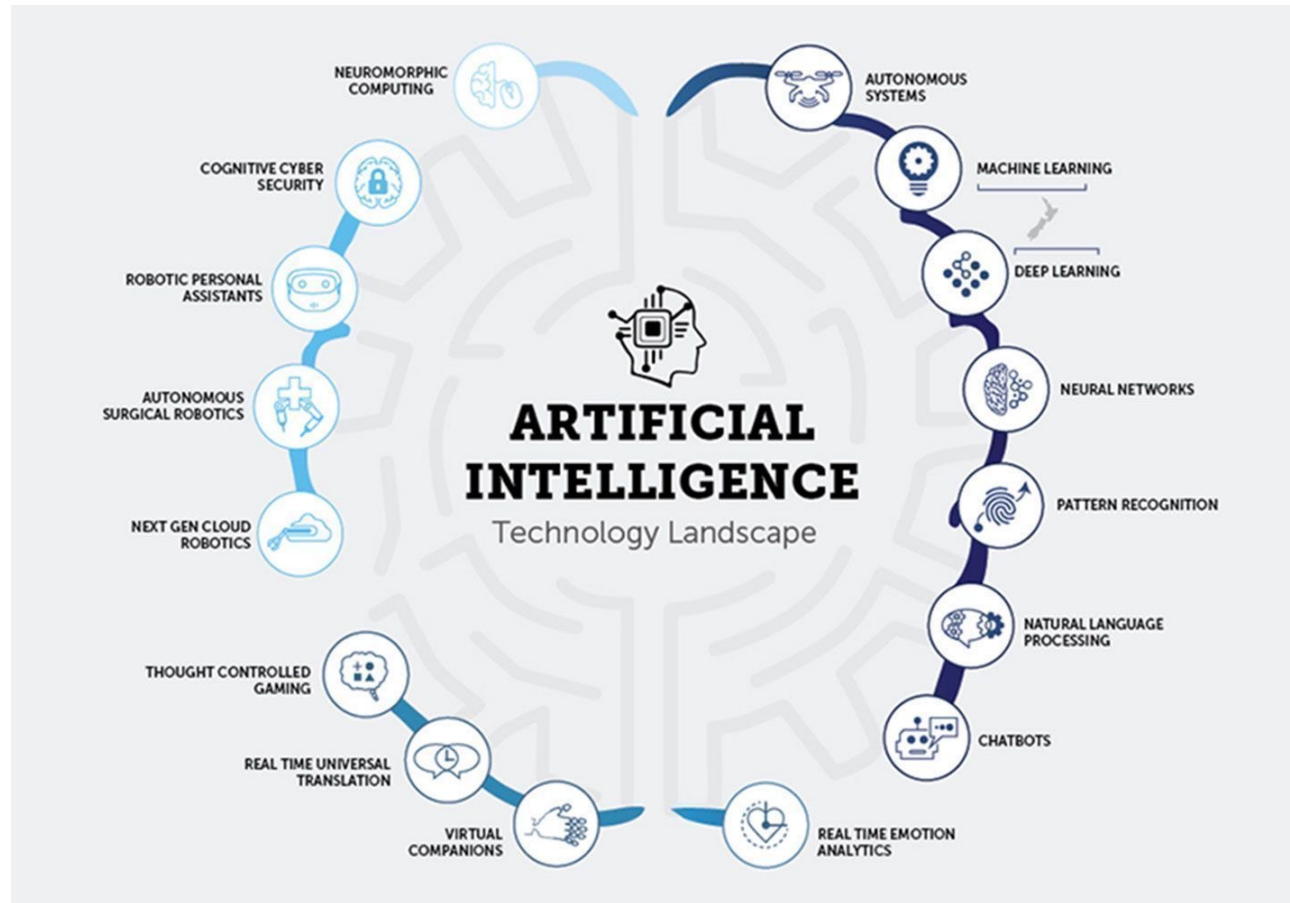 ARTIFICIAL
INTELLIGENCE
Technology Landscape
AUTONOMOUS
SYSTEMS
MACHINE LEARNING
DEEP LEARNING
NEURAL NETWORKS
PATTERN RECOGNITION
NATURAL LANGUAGE
PROCESSING
CHATBOTS
REAL TIME EMOTION
ANALYTICS
VIRTUAL
COMPANIONS
REAL TIME UNIVERSAL
TRANSLATION
THOUGHT CONTROLLED
GAMING
NEXT GEN CLOUD
ROBOTICS
AUTONOMOUS
SURGICAL ROBOTICS
ROBOTIC PERSONAL
ASSISTANTS
COGNITIVE CYBER
SECURITY
NEUROMORPHIC
COMPUTING